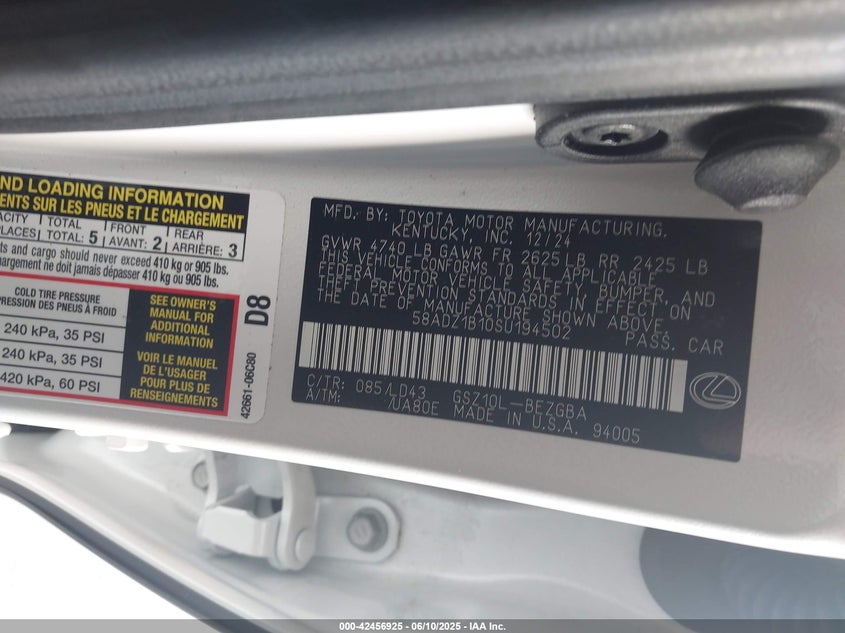 ND LOADING INFORMATION
ENTS SUR LES PNEUS ET LE CHARGEMENT
ACITY TOTAL FRONT REAR
PLACES TOTAL: 5 AVANT: 2 ARRIÈRE: 3
ts and cargo should never exceed 410 kg or 905 lbs.
chargement ne doit jamais dépasser 410 kg ou 905 lbs.
COLD TIRE PRESSURE
PRESSION DES PNEUS À FROID
240 kPa, 35 PSI
240 kPa, 35 PSI
420 kPa, 60 PSI
SEE OWNER'S
MANUAL FOR
ADDITIONAL
INFORMATION
VOIR LE MANUEL
DE L'USAGER
POUR PLUS DE
RENSEIGNEMENTS
D8
42661-06C80
MFD. BY: TOYOTA MOTOR MANUFACTURING,
KENTUCKY, INC. 12/24
GVWR 4740 LB GAWR FR 2625 LB RR 2425 LB
THIS VEHICLE CONFORMS TO ALL APPLICABLE
FEDERAL MOTOR VEHICLE SAFETY, BUMPER, AND
THEFT PREVENTION STANDARDS IN EFFECT ON
THE DATE OF MANUFACTURE SHOWN ABOVE.
58ADZ1B10SU194502 PASS. CAR
C/TR: 085/LD43 GSZ10L-BEZGBA
A/TM: /UA80E MADE IN U.S.A. 94005
000-42456925 - 06/10/2025 - IAA Inc.